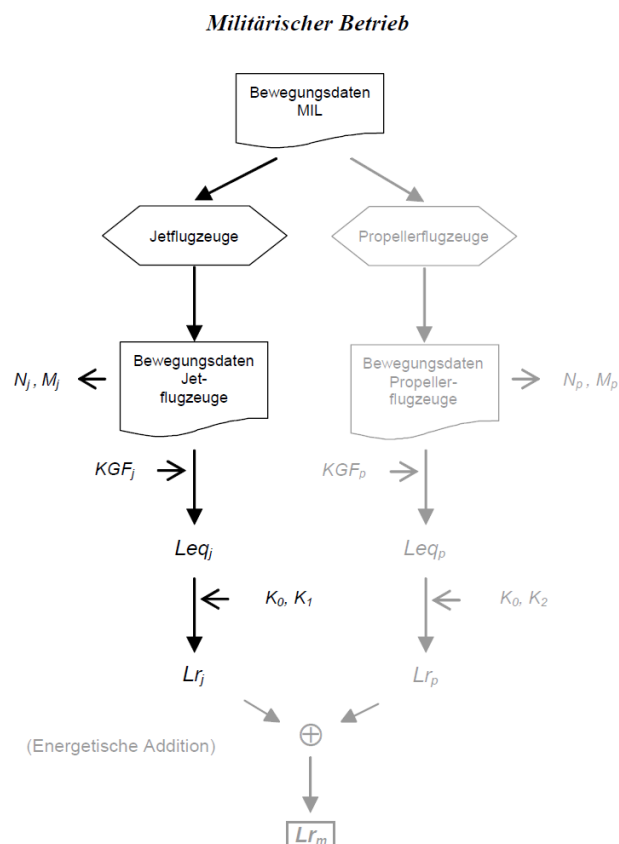 Militärischer Betrieb
Bewegungsdaten
MIL
Jetflugzeuge
Propellerflugzeuge
Bewegungsdaten
Jet-
flugzeuge
Bewegungsdaten
Propeller-
flugzeuge
Nj , Mj
Np , Mp
KGFj
KGFp
Leqj
Leqp
K0, K1
K0, K2
Lrj
Lrp
(Energetische Addition)
Lrm